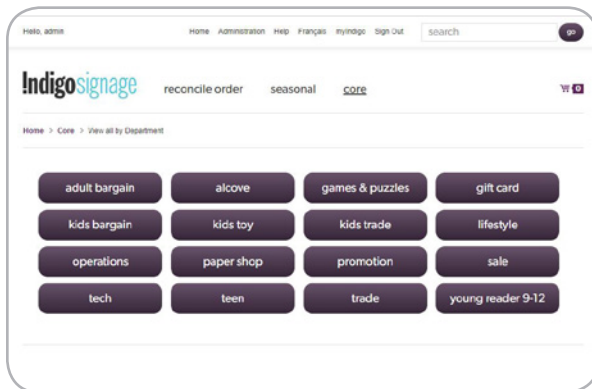 Hello, admin Home Administration Help Français myIndigo Sign Out search go
!ndigosignage reconcile order seasonal core 0
Home > Core > View all by Department
adult bargain alcove games & puzzles gift card
kids bargain kids toy kids trade lifestyle
operations paper shop promotion sale
tech teen trade young reader 9-12